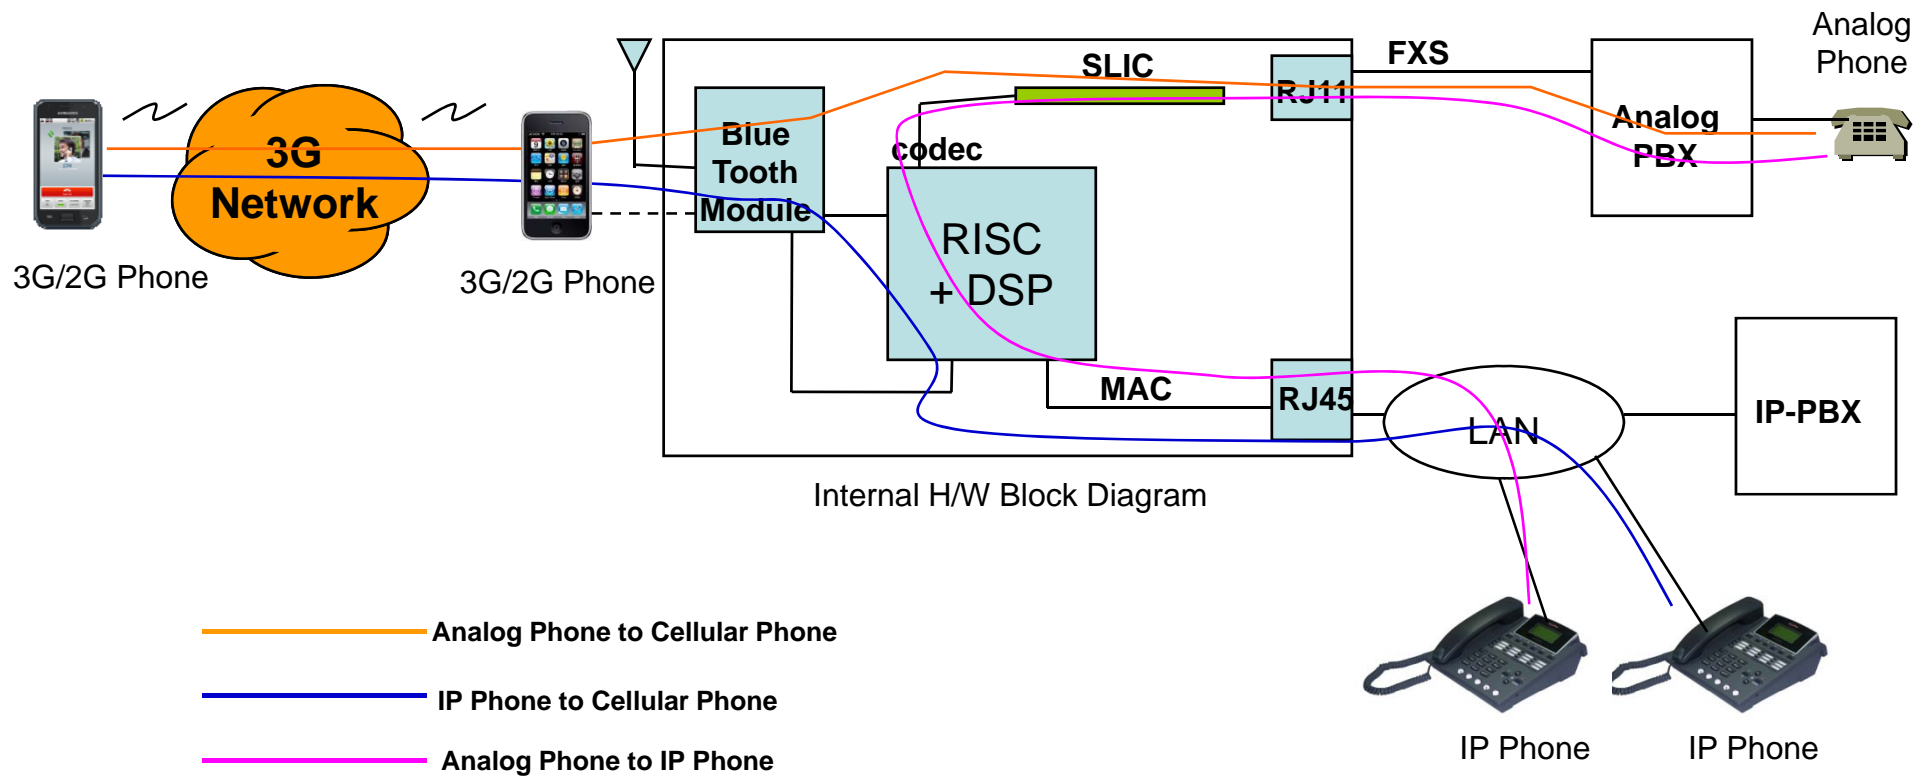 Analog
Phone
FXS
SLIC
RJ11
Analog
PBX
Blue
Tooth
Module
codec
3G
Network
RISC
+ DSP
3G/2G Phone
3G/2G Phone
MAC
RJ45
LAN
IP-PBX
Internal H/W Block Diagram
Analog Phone to Cellular Phone
IP Phone to Cellular Phone
Analog Phone to IP Phone
IP Phone
IP Phone